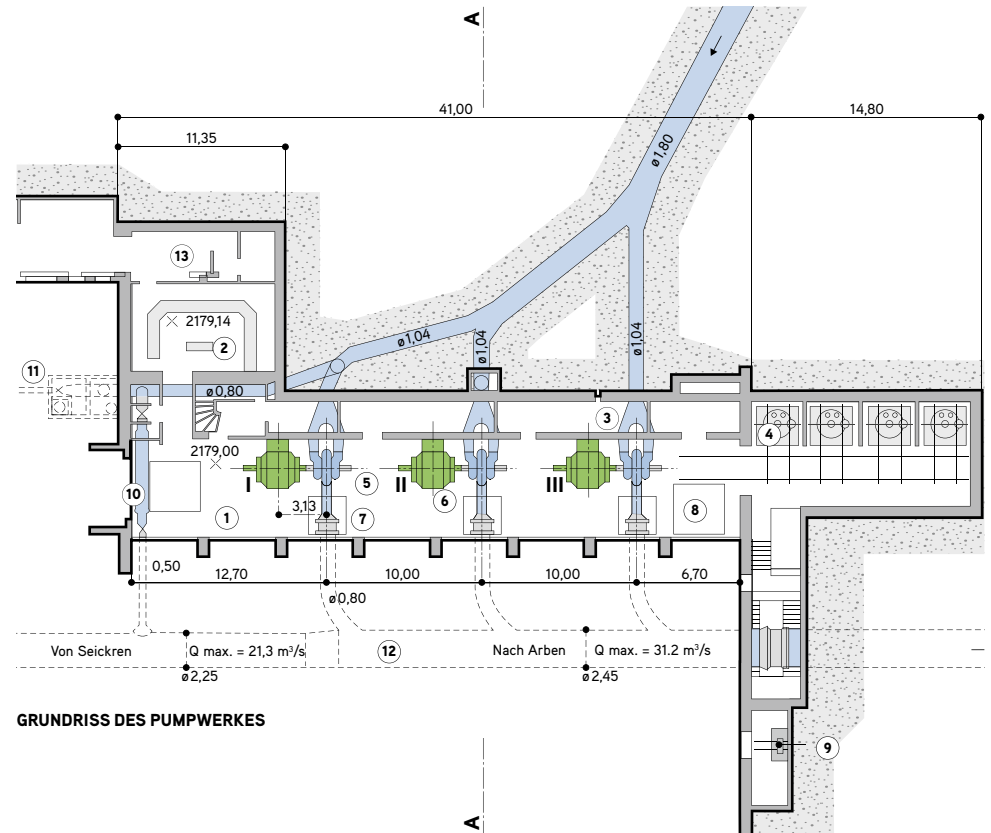 A
41,00
14,80
11,35
ø1,80
13
2179,14
2
ø1,04
ø1,04
ø1,04
11
ø0,80
3
4
2179,00
I
II
III
5
10
6
3,13
1
7
8
0,50
12,70
10,00
10,00
6,70
ø0,80
Von Seickren
Q max. = 21,3 m³/s
12
Nach Arben
Q max. = 31.2 m³/s
ø2,25
ø2,45
GRUNDRISS DES PUMPWERKES
9
A